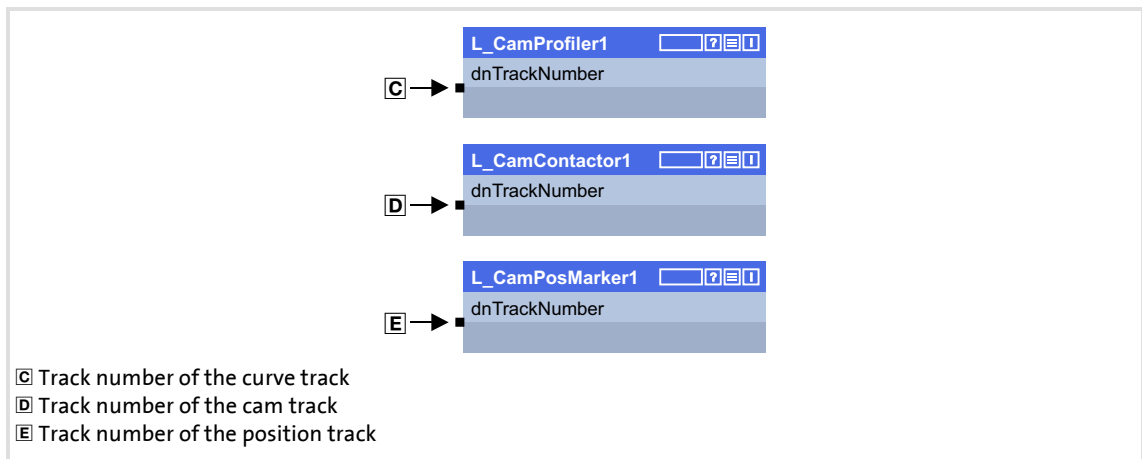 L_CamProfiler1 ?
dnTrackNumber
C
L_CamContactor1 ?
dnTrackNumber
D
L_CamPosMarker1 ?
dnTrackNumber
E
C Track number of the curve track
D Track number of the cam track
E Track number of the position track